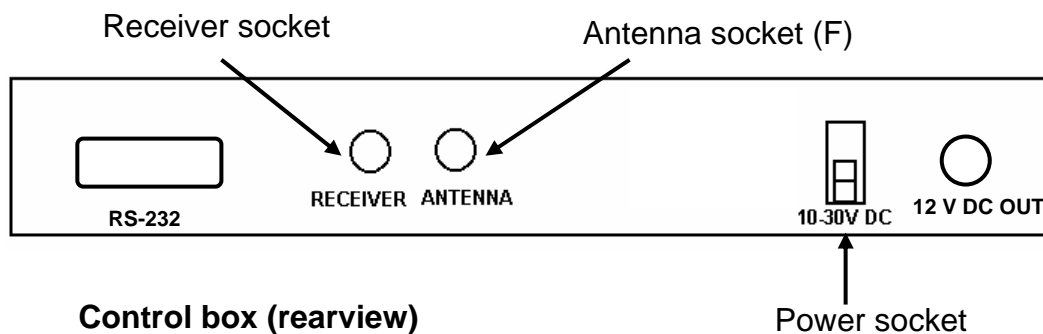 Receiver socket
Antenna socket (F)
RS-232
RECEIVER
ANTENNA
10-30V DC
12 V DC OUT
Control box (rearview)
Power socket